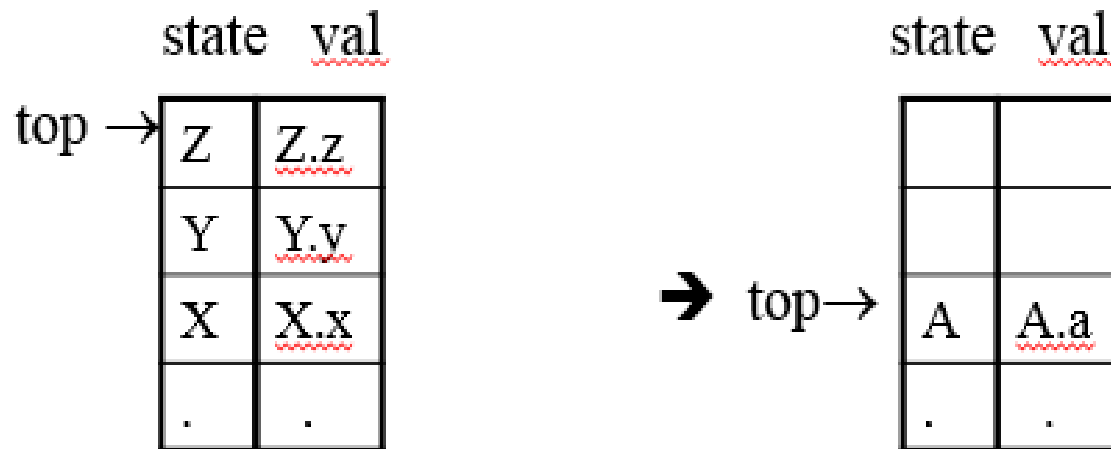 state val state val
top → Z Z.z
Y Y.y
X X.x ➔ top→ A A.a
. . . .